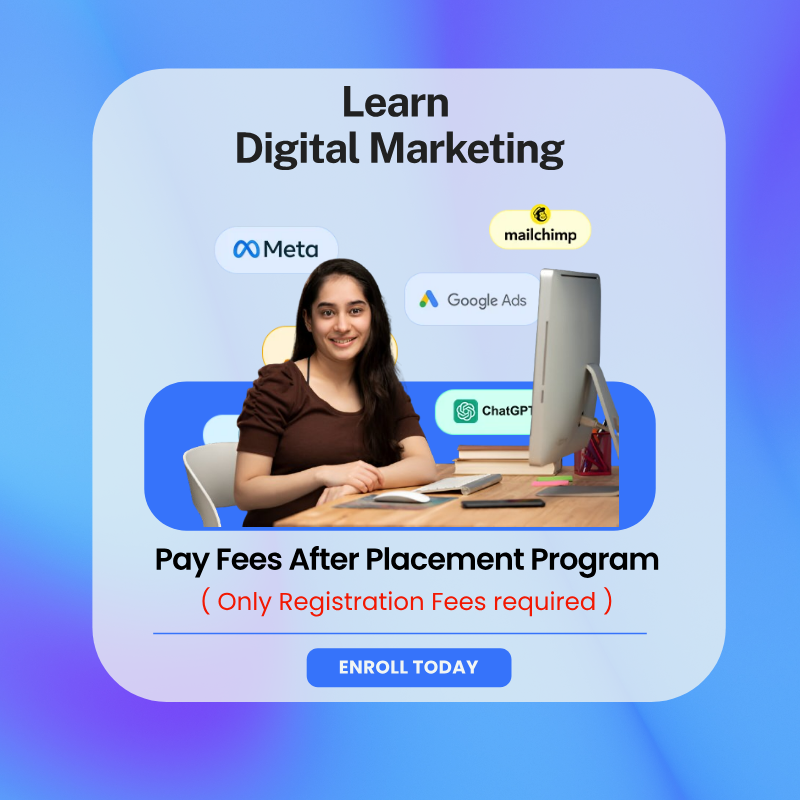 Learn
Digital Marketing
mailchimp
Meta
Google Ads
ChatGPT
Pay Fees After Placement Program
( Only Registration Fees required )
ENROLL TODAY